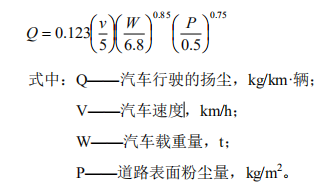 Q = 0.123(v/5)(W/6.8)^0.85(P/0.5)^0.75
式中：Q——汽车行驶的扬尘，kg/km·辆；
V——汽车速度，km/h；
W——汽车载重量，t；
P——道路表面粉尘量，kg/m²。